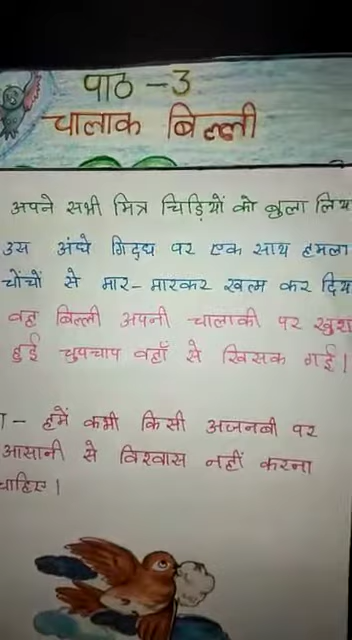 पाठ - 3
चालाक बिल्ली
अपने सभी मित्र चिड़ियों को बुला लिय
उस अंधे गिद्ध पर एक साथ हमला
चोंचों से मार-मारकर खत्म कर दिय
वह बिल्ली अपनी चालाकी पर खुश
हुई चुपचाप वहाँ से खिसक गई।
- हमें कभी किसी अजनबी पर
आसानी से विश्वास नहीं करना
चाहिए।